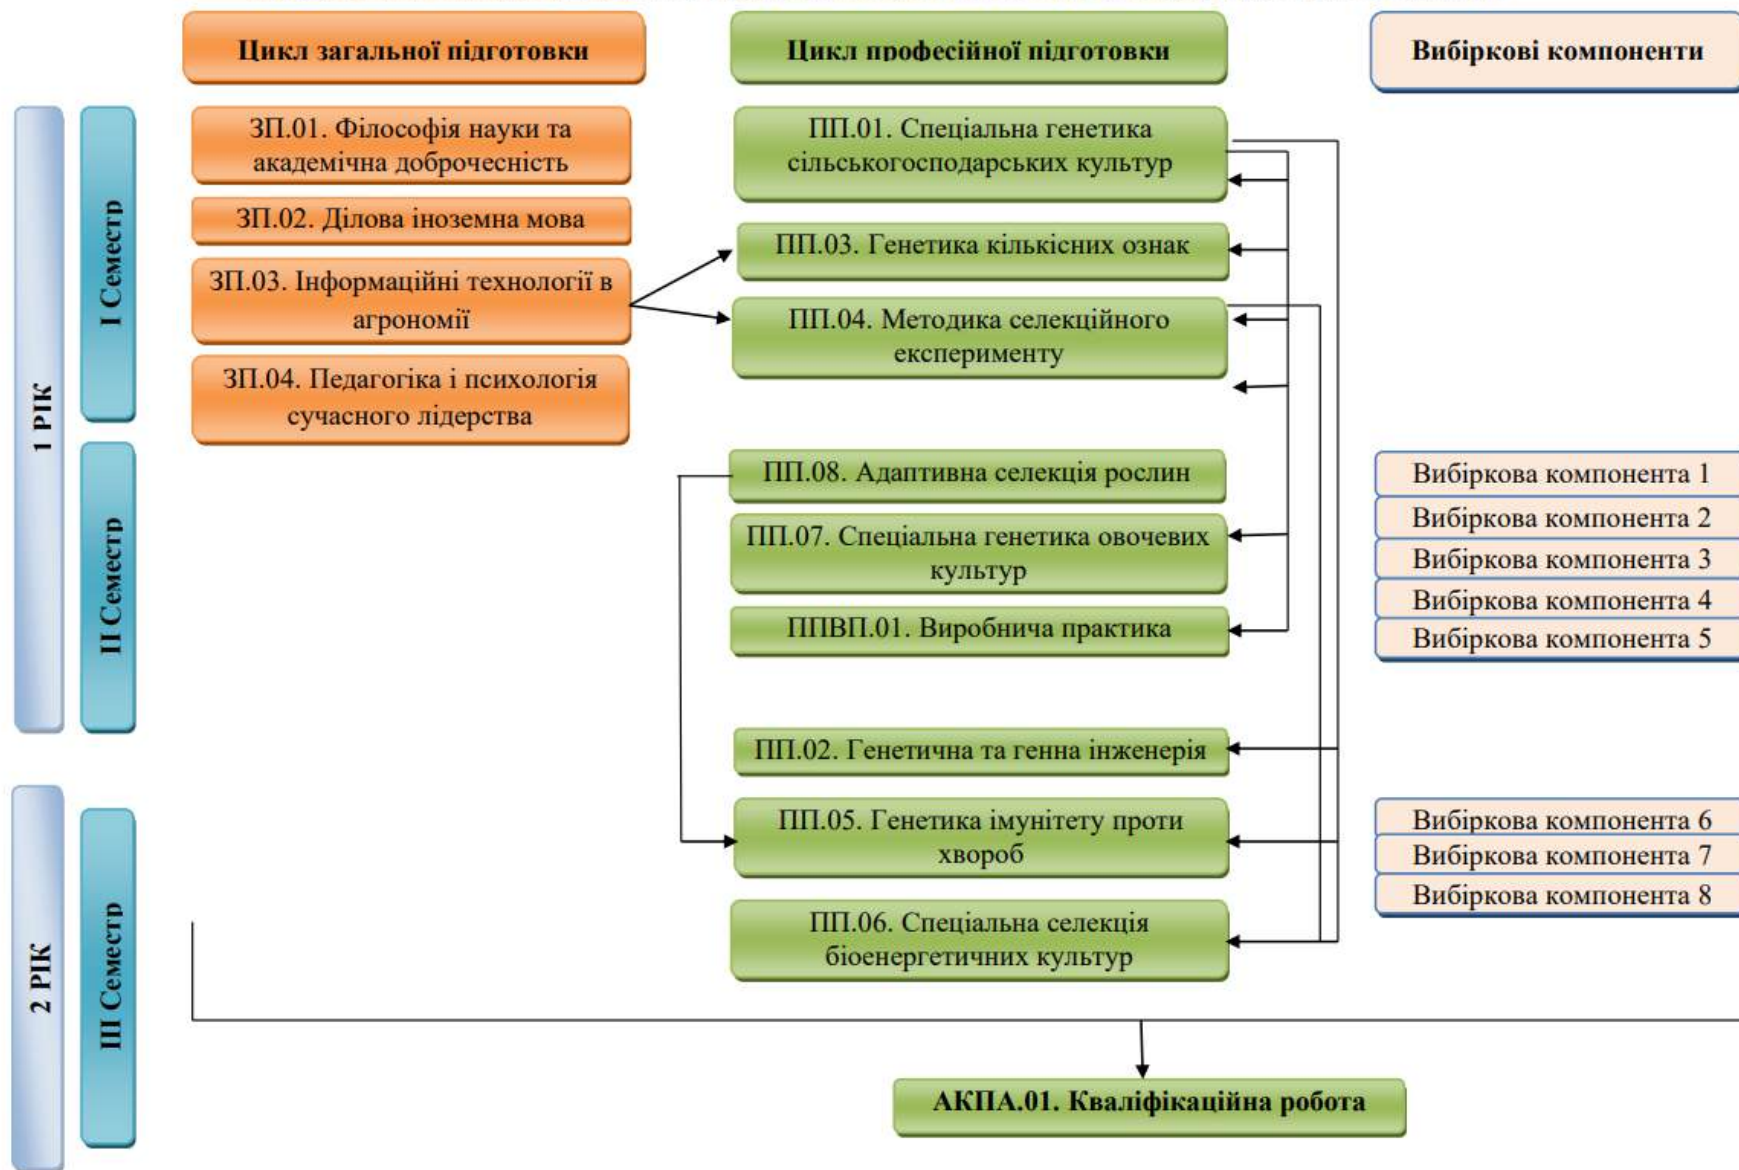 Цикл загальної підготовки
Цикл професійної підготовки
Вибіркові компоненти
1 РІК
І Семестр
ЗП.01. Філософія науки та
академічна доброчесність
ЗП.02. Ділова іноземна мова
ЗП.03. Інформаційні технології в
агрономії
ЗП.04. Педагогіка і психологія
сучасного лідерства
ПП.01. Спеціальна генетика
сільськогосподарських культур
ПП.03. Генетика кількісних ознак
ПП.04. Методика селекційного
експерименту
ІІ Семестр
ПП.08. Адаптивна селекція рослин
ПП.07. Спеціальна генетика овочевих
культур
ППВП.01. Виробнича практика
Вибіркова компонента 1
Вибіркова компонента 2
Вибіркова компонента 3
Вибіркова компонента 4
Вибіркова компонента 5
2 РІК
ІІІ Семестр
ПП.02. Генетична та генна інженерія
ПП.05. Генетика імунітету проти
хвороб
ПП.06. Спеціальна селекція
біоенергетичних культур
Вибіркова компонента 6
Вибіркова компонента 7
Вибіркова компонента 8
АКПА.01. Кваліфікаційна робота